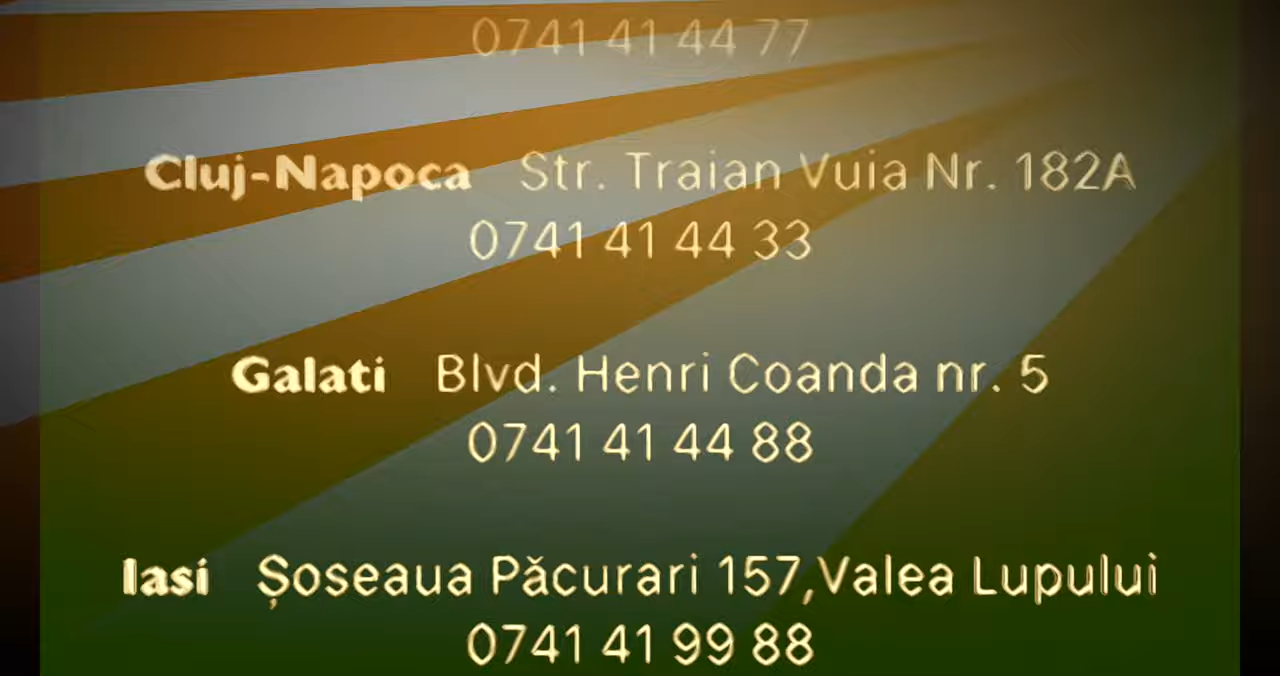 0741 41 44 77
Cluj-Napoca Str. Traian Vuia Nr. 182A
0741 41 44 33
Galati Blvd. Henri Coanda nr. 5
0741 41 44 88
Iasi Șoseaua Păcurari 157,Valea Lupului
0741 41 99 88